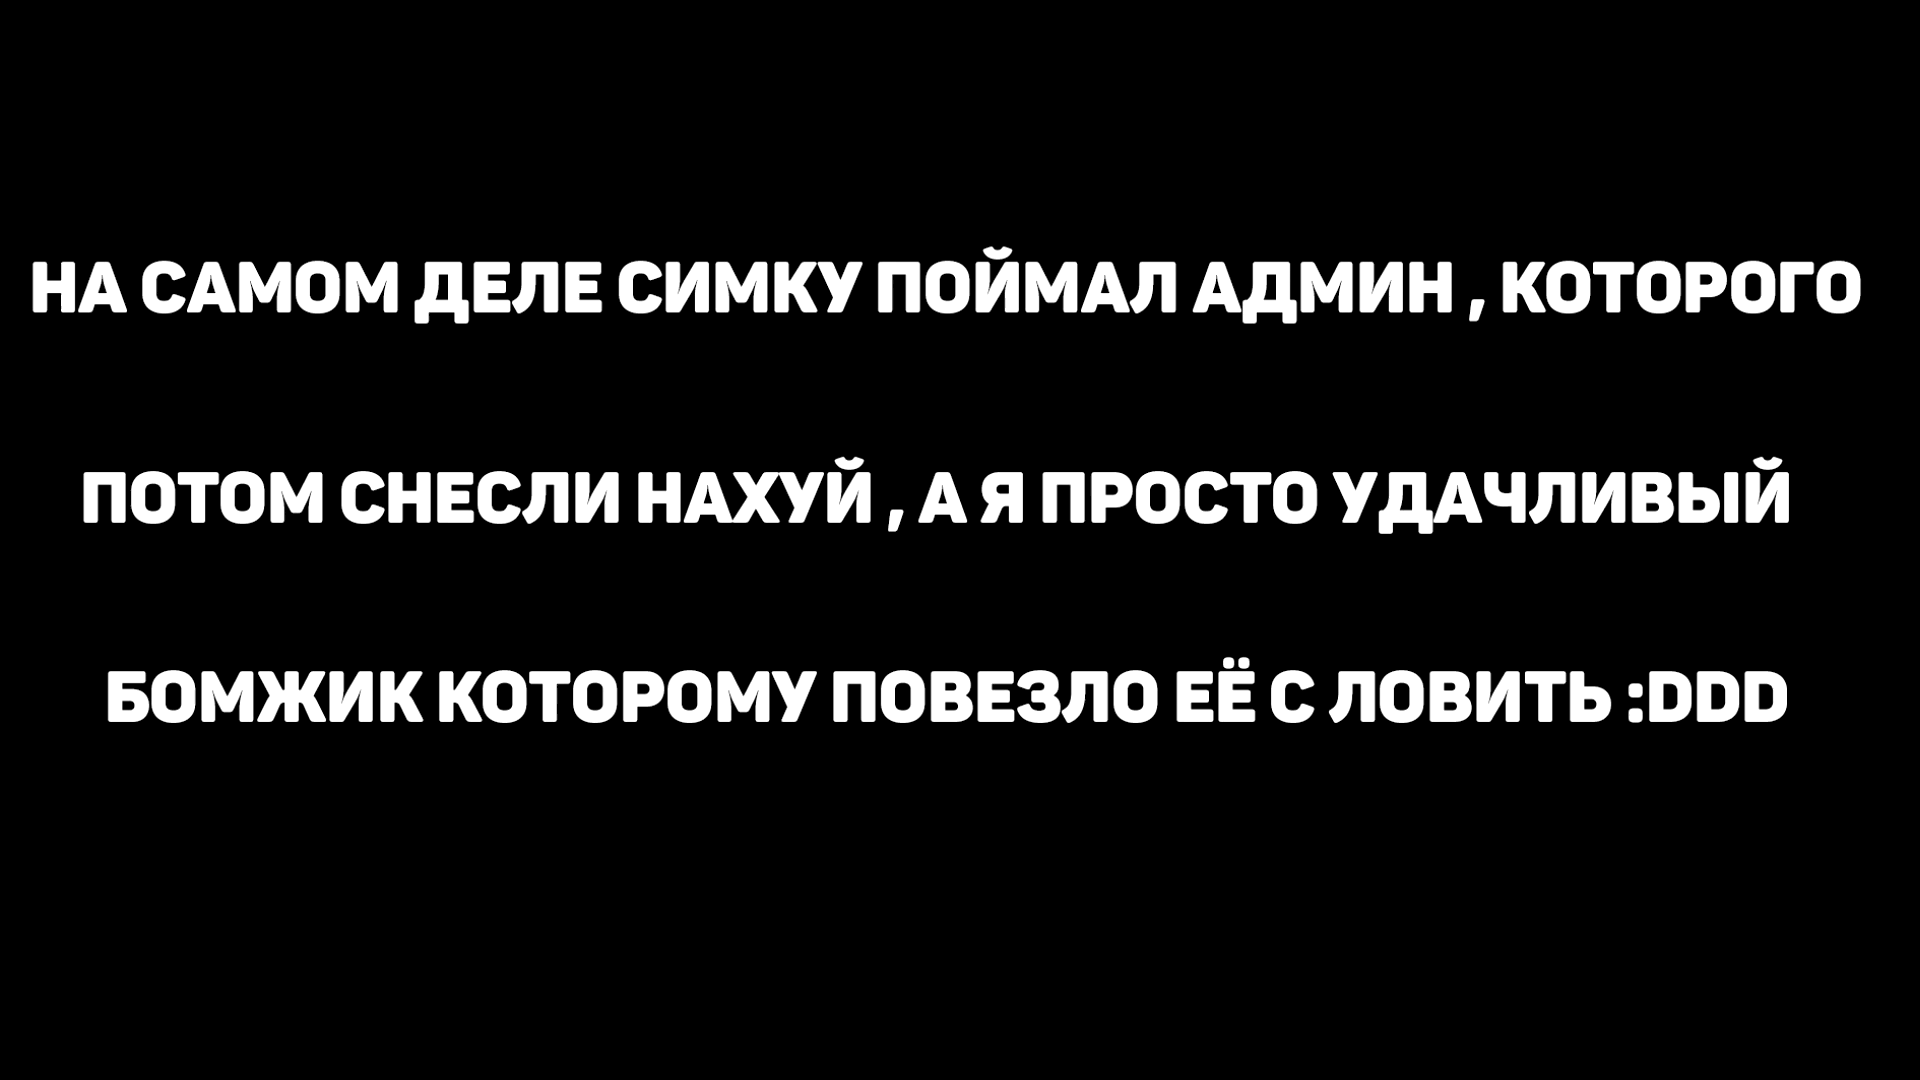 НА САМОМ ДЕЛЕ СИМКУ ПОЙМАЛ АДМИН , КОТОРОГО
ПОТОМ СНЕСЛИ НАХУЙ , А Я ПРОСТО УДАЧЛИВЫЙ
БОМЖИК КОТОРОМУ ПОВЕЗЛО ЕЁ С ЛОВИТЬ :DDD